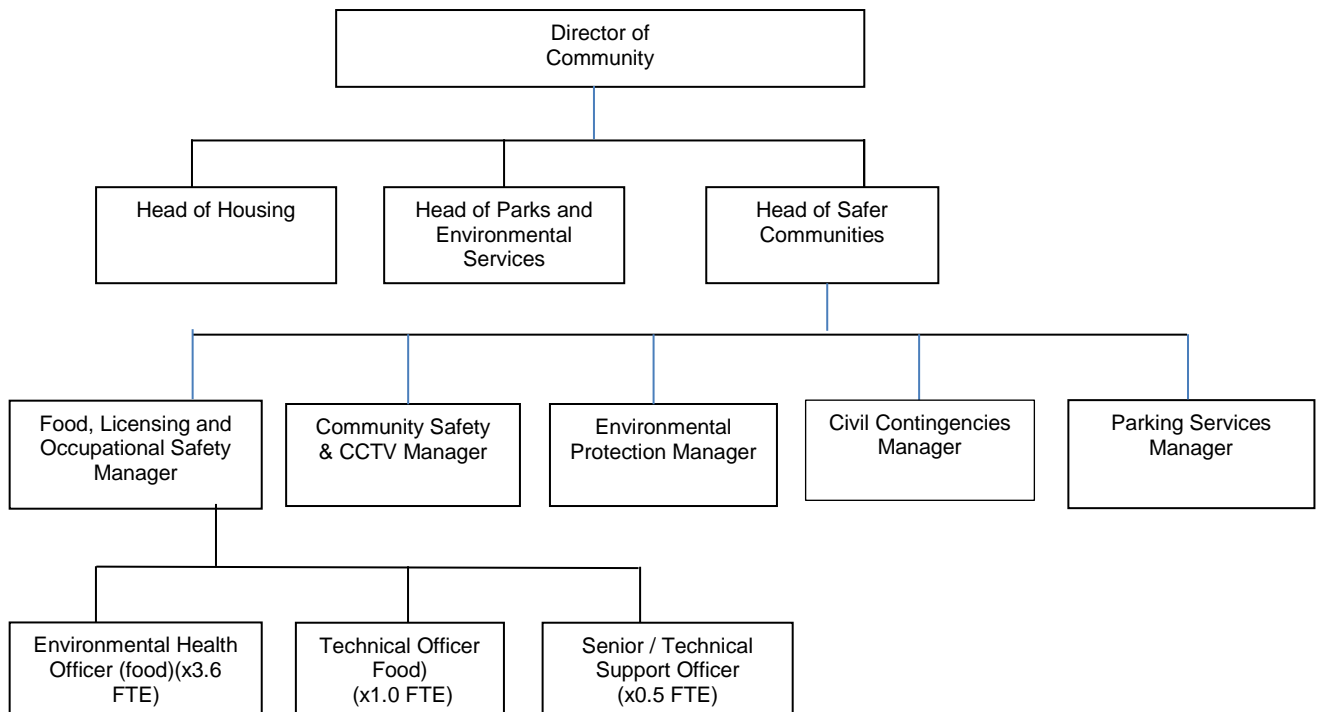 Director of
Community
Head of Housing
Head of Parks and
Environmental
Services
Head of Safer
Communities
Food, Licensing and
Occupational Safety
Manager
Community Safety
& CCTV Manager
Environmental
Protection Manager
Civil Contingencies
Manager
Parking Services
Manager
Environmental Health
Officer (food)(x3.6
FTE)
Technical Officer
Food)
(x1.0 FTE)
Senior / Technical
Support Officer
(x0.5 FTE)